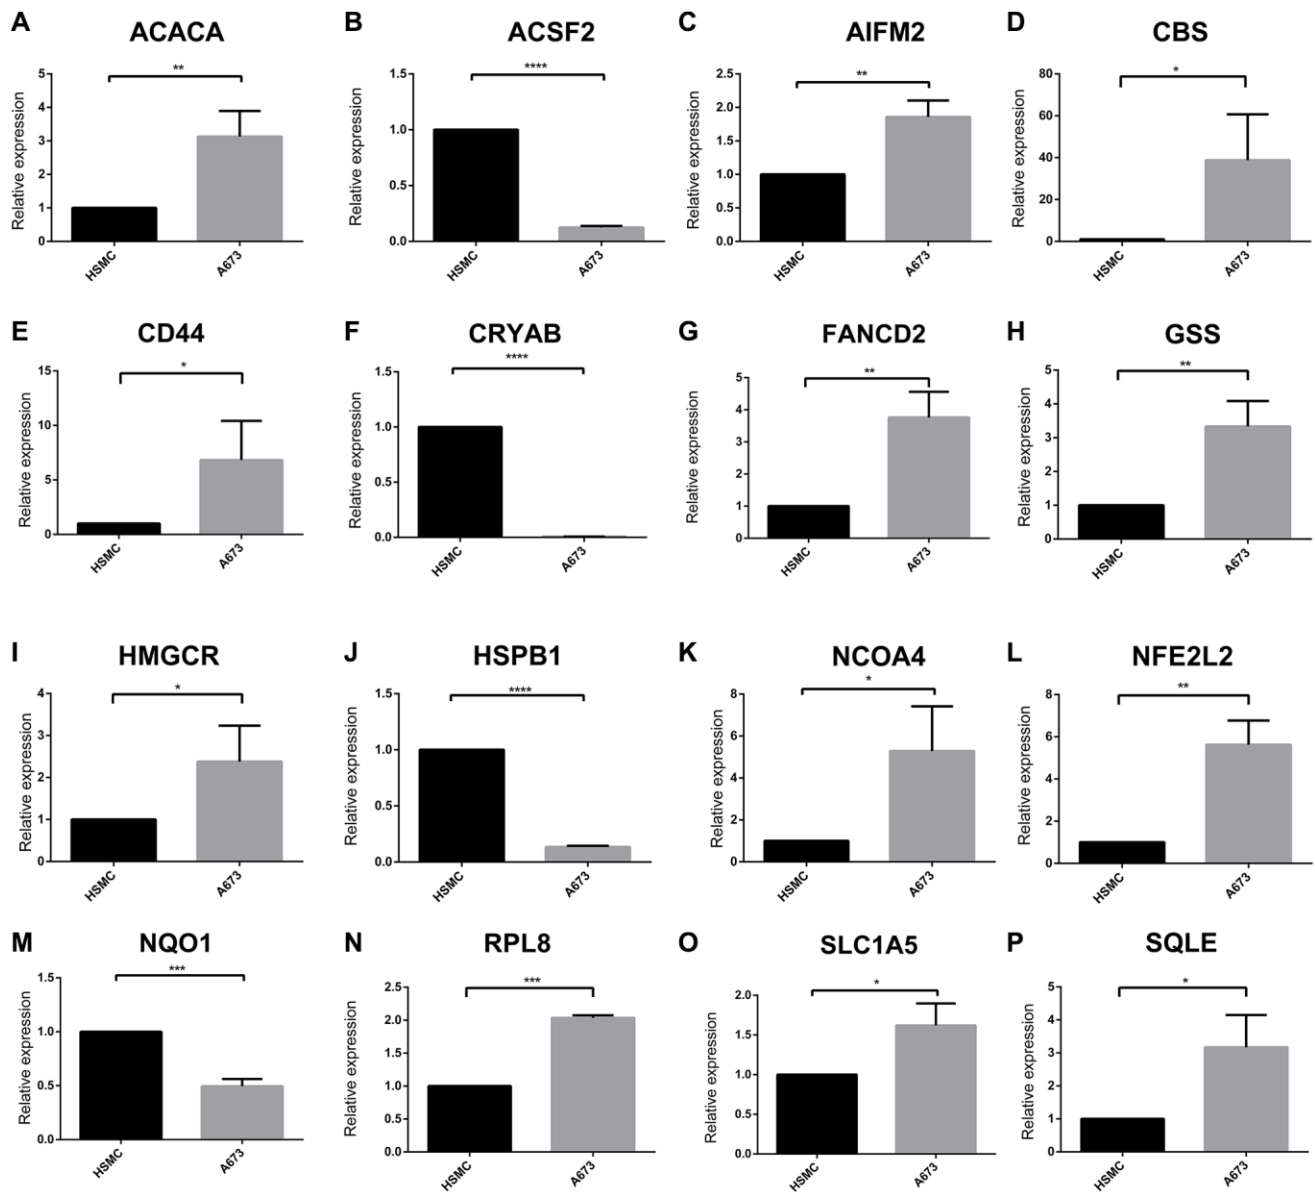 A
ACACA
**
Relative expression
5
4
3
2
1
0
HSMC
A673
B
ACSF2
****
Relative expression
1.5
1.0
0.5
0.0
HSMC
A673
C
AIFM2
**
Relative expression
2.5
2.0
1.5
1.0
0.5
0.0
HSMC
A673
D
CBS
*
Relative expression
80
60
40
20
0
HSMC
A673
E
CD44
*
Relative expression
15
10
5
0
HSMC
A673
F
CRYAB
****
Relative expression
1.5
1.0
0.5
0.0
HSMC
A673
G
FANCD2
**
Relative expression
5
4
3
2
1
0
HSMC
A673
H
GSS
**
Relative expression
5
4
3
2
1
0
HSMC
A673
I
HMGCR
*
Relative expression
4
3
2
1
0
HSMC
A673
J
HSPB1
****
Relative expression
1.5
1.0
0.5
0.0
HSMC
A673
K
NCOA4
*
Relative expression
8
6
4
2
0
HSMC
A673
L
NFE2L2
**
Relative expression
8
6
4
2
0
HSMC
A673
M
NQO1
***
Relative expression
1.5
1.0
0.5
0.0
HSMC
A673
N
RPL8
***
Relative expression
2.5
2.0
1.5
1.0
0.5
0.0
HSMC
A673
O
SLC1A5
*
Relative expression
2.0
1.5
1.0
0.5
0.0
HSMC
A673
P
SQLE
*
Relative expression
5
4
3
2
1
0
HSMC
A673